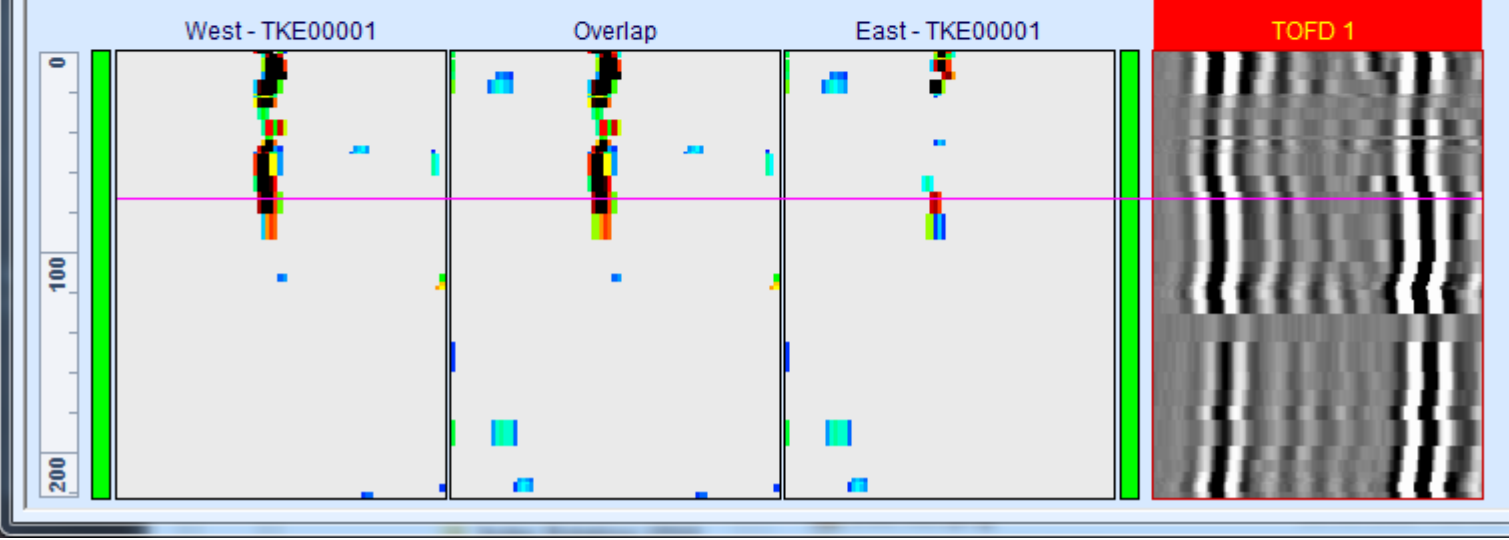 West - TKE00001
Overlap
East - TKE00001
TOFD 1
0
100
200